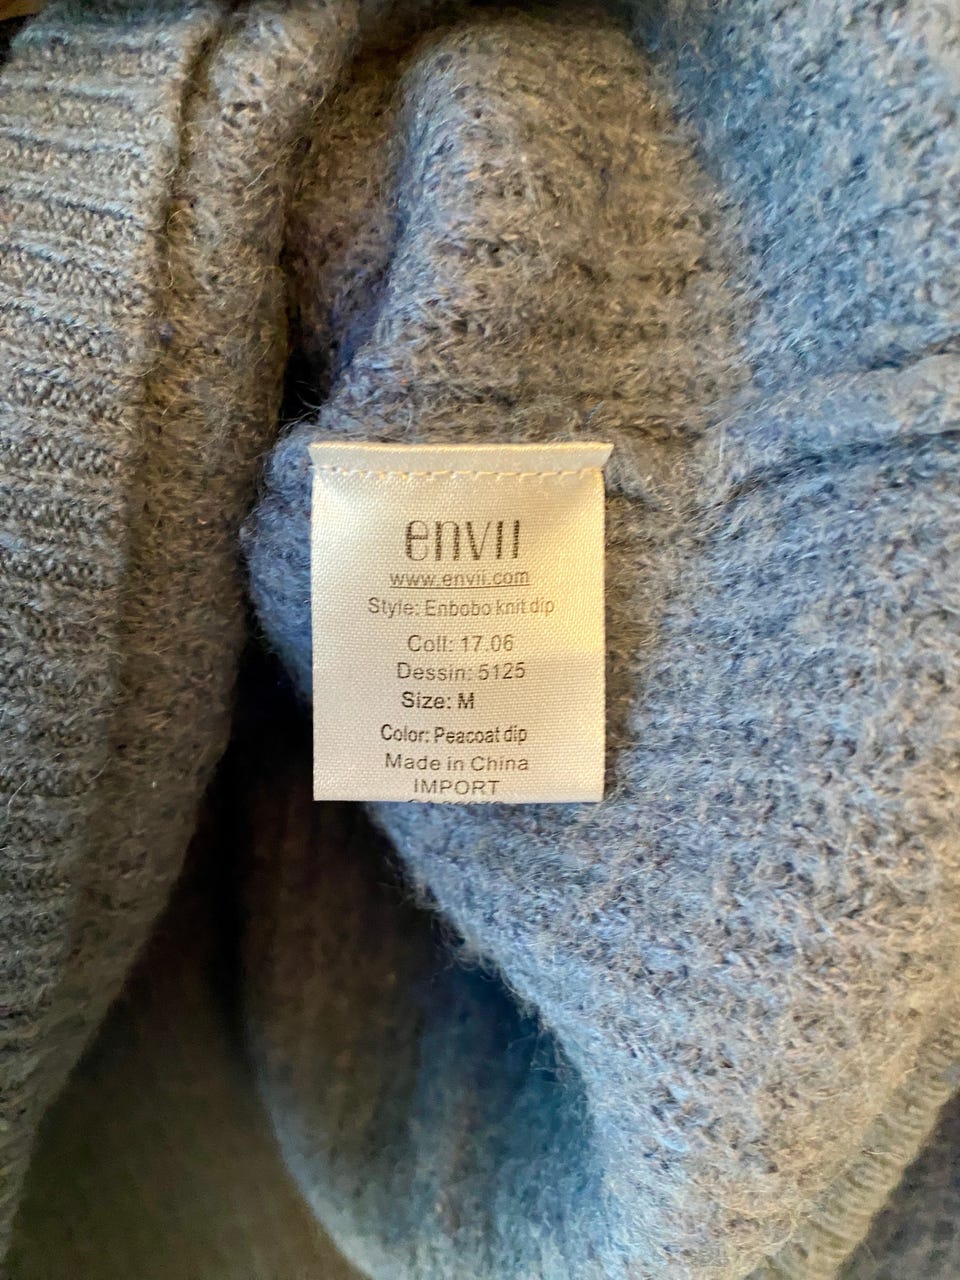 envii
www.envii.com
Style: Enbobo knit dip
Coll: 17.06
Dessin: 5125
Size: M
Color: Peacoat dip
Made in China
IMPORT